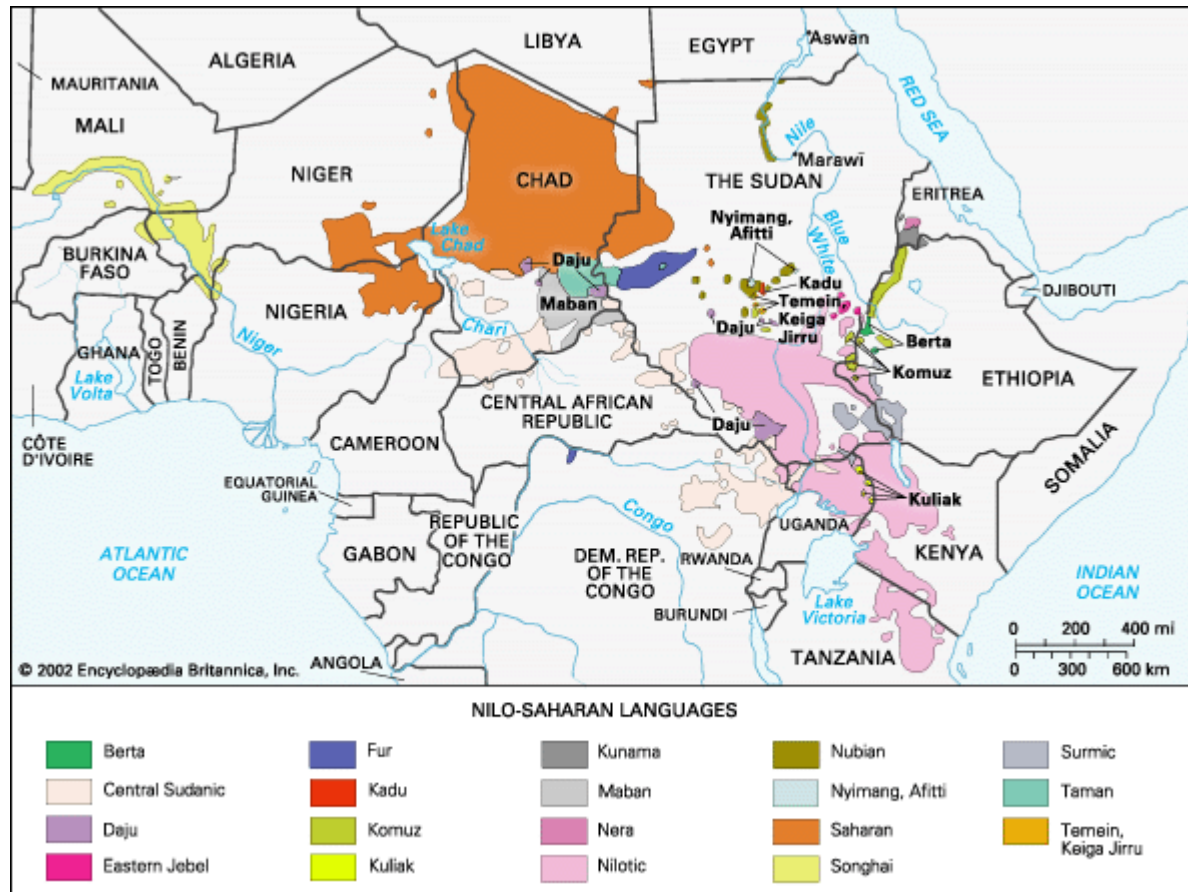 LIBYA
EGYPT
Aswān
ALGERIA
MAURITANIA
MALI
RED SEA
Nile
Marawī
NIGER
CHAD
THE SUDAN
ERITREA
Nyimang,
Afitti
Blue
White
Lake
Chad
BURKINA
FASO
Daju
Kadu
DJIBOUTI
Maban
Temein,
Keiga
Jirru
NIGERIA
Chari
Daju
Berta
GHANA
TOGO
BENIN
Niger
Komuz
Lake
Volta
ETHIOPIA
CENTRAL AFRICAN
REPUBLIC
Daju
CÔTE
D'IVOIRE
CAMEROON
SOMALIA
EQUATORIAL
GUINEA
Kuliak
REPUBLIC
OF THE
CONGO
Congo
UGANDA
ATLANTIC
OCEAN
GABON
DEM. REP.
OF THE
CONGO
RWANDA
KENYA
INDIAN
OCEAN
BURUNDI
Lake
Victoria
0 200 400 mi
TANZANIA
0 300 600 km
© 2002 Encyclopædia Britannica, Inc.
ANGOLA
NILO-SAHARAN LANGUAGES
Berta
Fur
Kunama
Nubian
Surmic
Central Sudanic
Kadu
Maban
Nyimang, Afitti
Taman
Daju
Komuz
Nera
Saharan
Temein,
Keiga Jirru
Eastern Jebel
Kuliak
Nilotic
Songhai